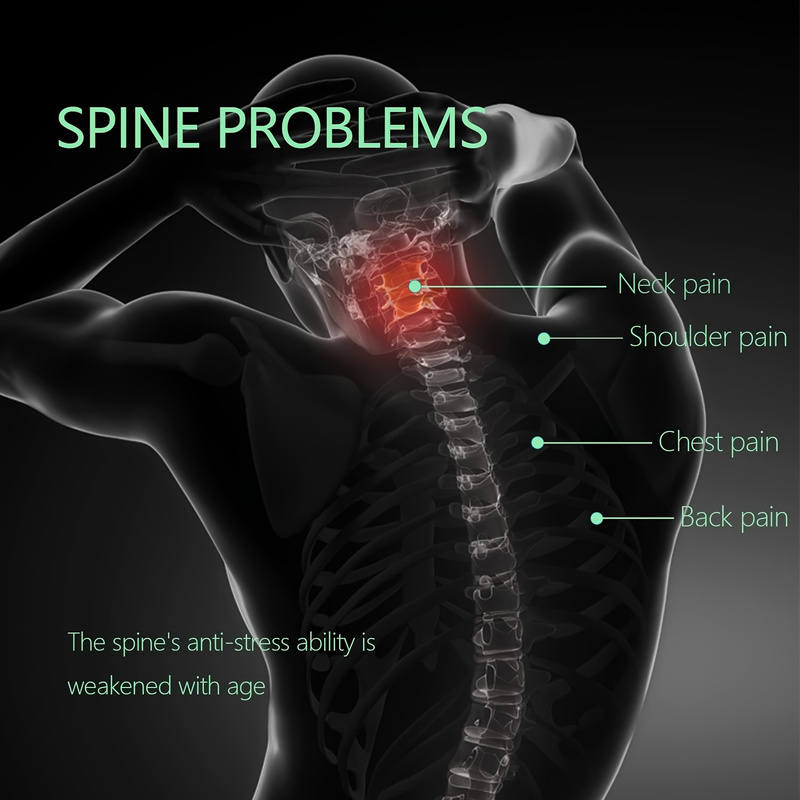 SPINE PROBLEMS
Neck pain
Shoulder pain
Chest pain
Back pain
The spine's anti-stress ability is
weakened with age